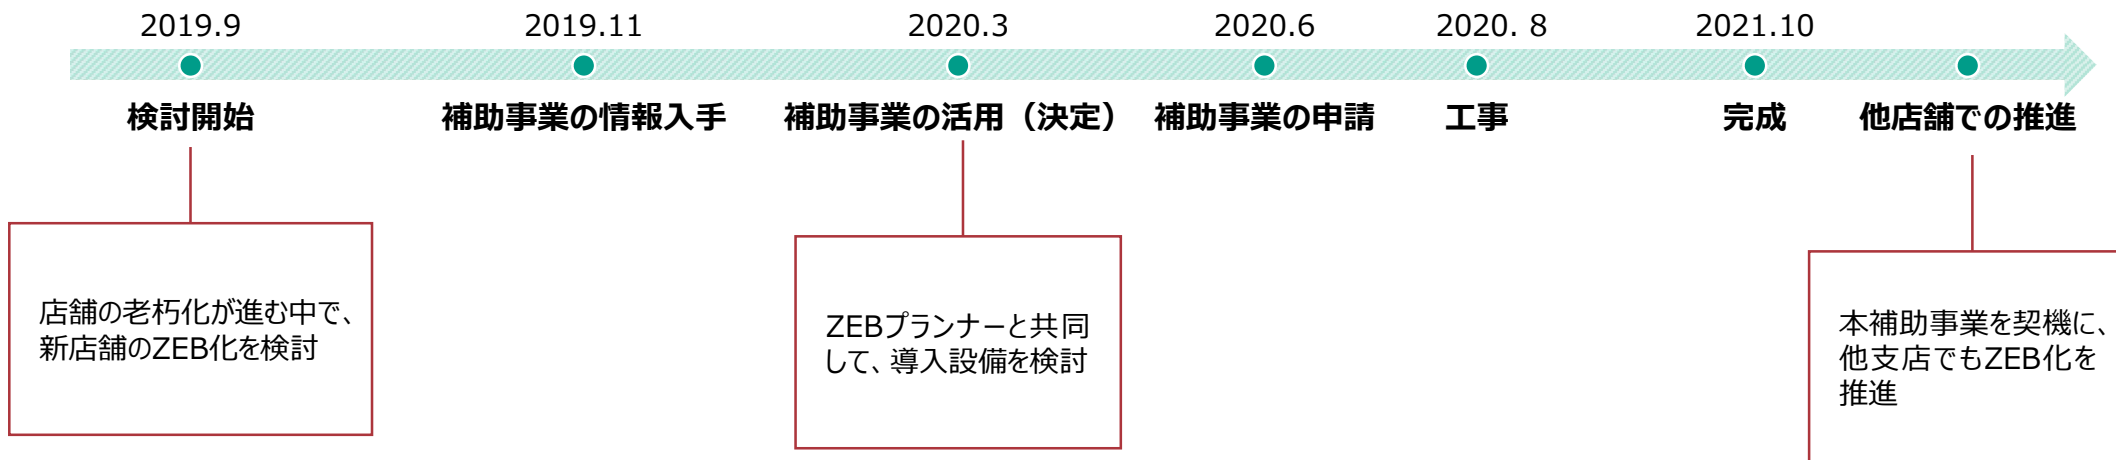 2019.9
2019.11
2020.3
2020.6
2020. 8
2021.10
検討開始
補助事業の情報入手
補助事業の活用（決定）
補助事業の申請
工事
完成
他店舗での推進
店舗の老朽化が進む中で、
新店舗のZEB化を検討
ZEBプランナーと共同
して、導入設備を検討
本補助事業を契機に、
他支店でもZEB化を
推進